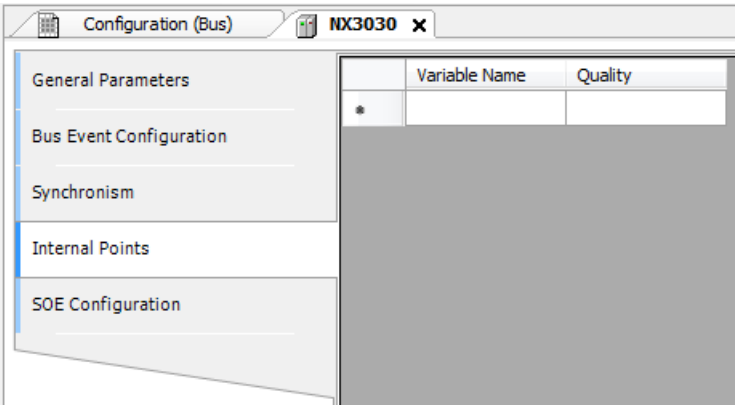 Configuration (Bus) NX3030
General Parameters
Bus Event Configuration
Synchronism
Internal Points
SOE Configuration
Variable Name Quality